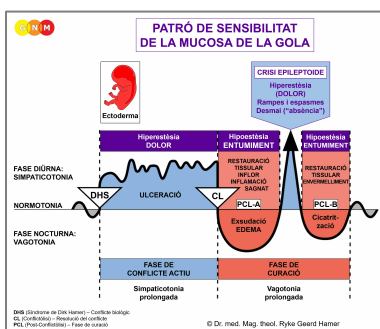 GNM
PATRÓ DE SENSIBILITAT
DE LA MUCOSA DE LA GOLA
CRISI EPILEPTOIDE
Hiperestèsia
(DOLOR)
Rampes i espasmes
Desmai ("absència")
Ectoderma
Hiperestèsia
DOLOR
Hipoestèsia
ENTUMIMENT
Hipoestèsia
ENTUMIMENT
FASE DIÜRNA:
SIMPATICOTONIA
RESTAURACIÓ
TISSULAR
INFLOR
INFLAMACIÓ
SAGNAT
RESTAURACIÓ
TISSULAR
ENVERMELLIMENT
DHS
ULCERACIÓ
CL
NORMOTONIA
PCL-A
PCL-B
FASE NOCTURNA:
VAGOTONIA
Exsudació
EDEMA
Cicatrit-
zació
FASE DE
CONFLICTE ACTIU
FASE DE
CURACIÓ
Simpaticotonia
prolongada
Vagotonia
prolongada
DHS (Síndrome de Dirk Hamer) – Conflicte biològic
CL (Conflictòlisi) – Resolució del conflicte
PCL (Post-Conflictòlisi) – Fase de curació
© Dr. med. Mag. theol. Ryke Geerd Hamer